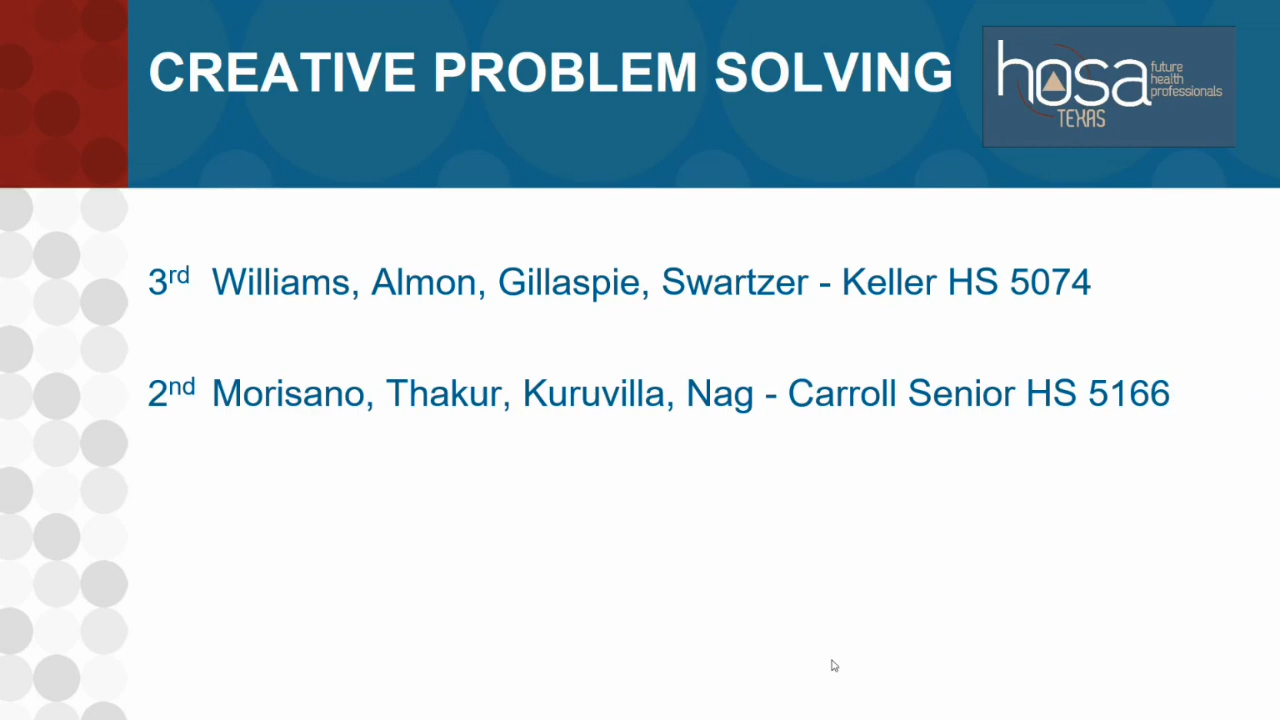 CREATIVE PROBLEM SOLVING
hosa future health professionals
TEXAS
3rd Williams, Almon, Gillaspie, Swartzer - Keller HS 5074
2nd Morisano, Thakur, Kuruvilla, Nag - Carroll Senior HS 5166